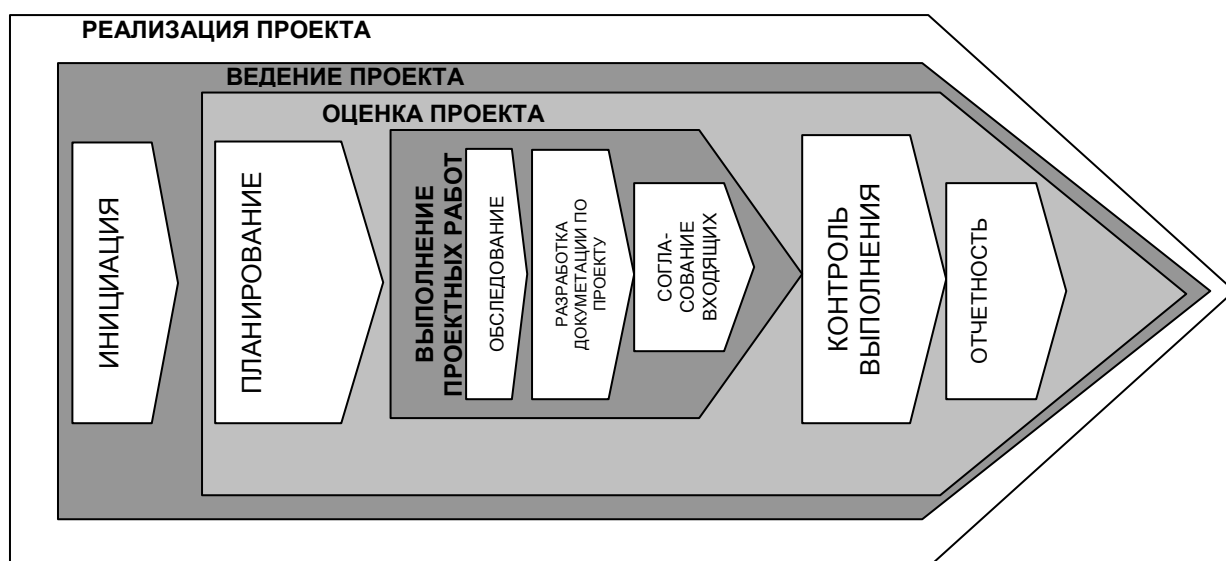 РЕАЛИЗАЦИЯ ПРОЕКТА
ВЕДЕНИЕ ПРОЕКТА
ОЦЕНКА ПРОЕКТА
ИНИЦИАЦИЯ
ПЛАНИРОВАНИЕ
ВЫПОЛНЕНИЕ
ПРОЕКТНЫХ РАБОТ
ОБСЛЕДОВАНИЕ
РАЗРАБОТКА
ДОКУМЕТАЦИИ ПО
ПРОЕКТУ
СОГЛА-
СОВАНИЕ
ВХОДЯЩИХ
КОНТРОЛЬ
ВЫПОЛНЕНИЯ
ОТЧЕТНОСТЬ